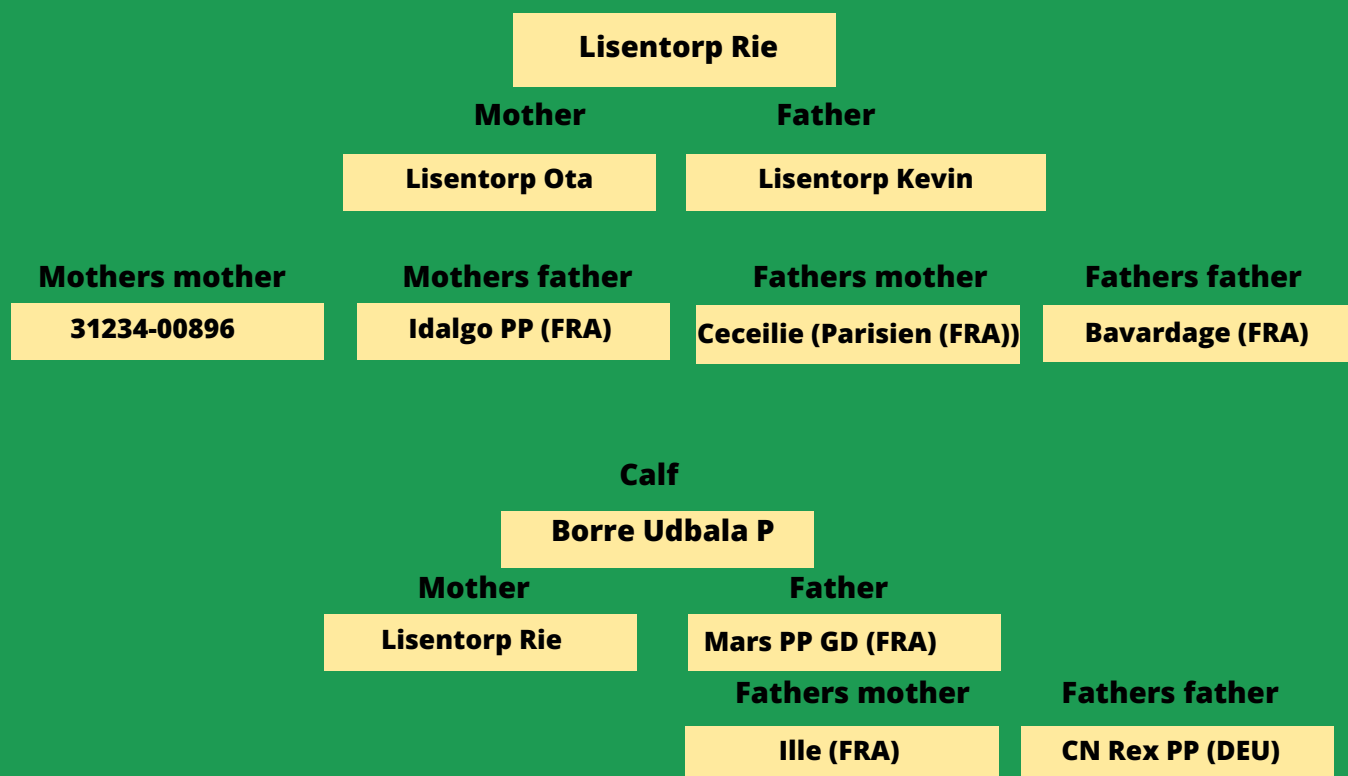 Lisentorp Rie
Mother Father
Lisentorp Ota Lisentorp Kevin
Mothers mother Mothers father Fathers mother Fathers father
31234-00896 Idalgo PP (FRA) Ceceilie (Parisien (FRA)) Bavardage (FRA)
Calf
Borre Udbala P
Mother Father
Lisentorp Rie Mars PP GD (FRA)
Fathers mother Fathers father
Ille (FRA) CN Rex PP (DEU)